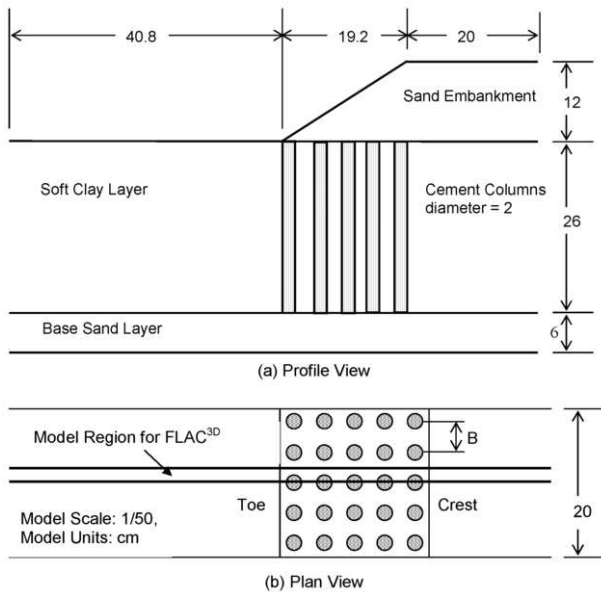 40.8
19.2
20
Sand Embankment
12
Soft Clay Layer
Cement Columns
diameter = 2
26
Base Sand Layer
6
(a) Profile View
Model Region for FLAC3D
B
Toe
Crest
20
Model Scale: 1/50,
Model Units: cm
(b) Plan View